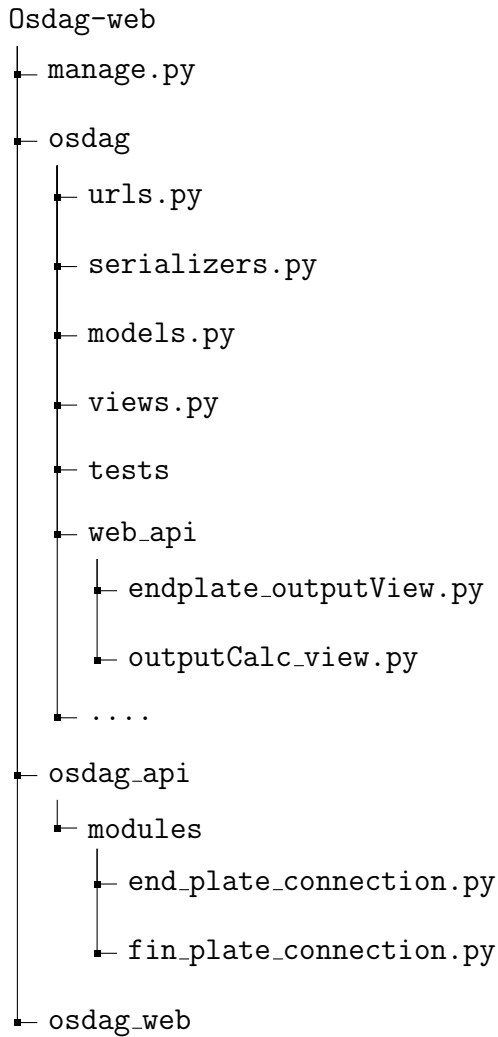 Osdag-web
manage.py
osdag
urls.py
serializers.py
models.py
views.py
tests
web_api
endplate_outputView.py
outputCalc_view.py
....
osdag_api
modules
end_plate_connection.py
fin_plate_connection.py
osdag_web